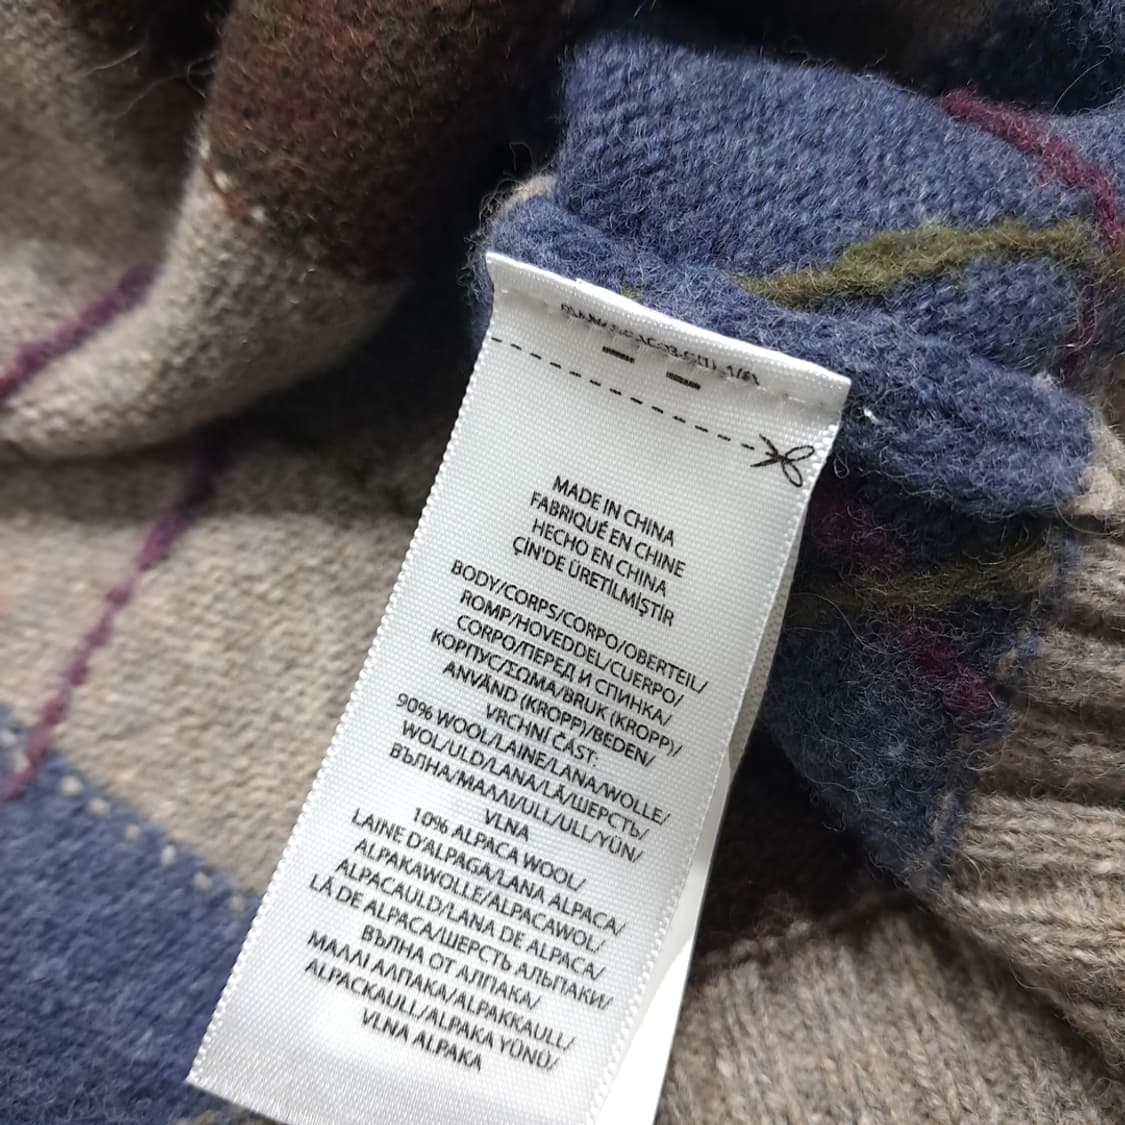 MADE IN CHINA
FABRIQUÉ EN CHINE
HECHO EN CHINA
ÇİN'DE ÜRETİLMİŞTİR
BODY/CORPS/CORPO/OBERTEIL/
ROMP/HOVEDDEL/CUERPO/
CORPO/ПЕРЕД И СПИНКА/
КОРПУС/ΣΩΜΑ/BRUK (KROPP)/
ANVÄND (KROPP)/BEDEN/
VRCHNÍ ČÁST:
90% WOOL/LAINE/LANA/WOLLE/
WOL/ULD/LANA/LÃ/ШЕРСТЬ/
ВЪЛНА/ΜΑΛΛΙ/ULL/ULL/YÜN/
VLNA
10% ALPACA WOOL/
LAINE D'ALPAGA/LANA ALPACA/
ALPAKAWOLLE/ALPACAWOL/
ALPACAULD/LANA DE ALPACA/
LÃ DE ALPACA/ШЕРСТЬ АЛЬПАКИ/
ВЪЛНА ОТ АЛПАКА/
ΜΑΛΛΙ ΑΛΠΑΚΑ/ALPAKKAULL/
ALPACKAULL/ALPAKA YÜNÜ/
VLNA ALPAKA